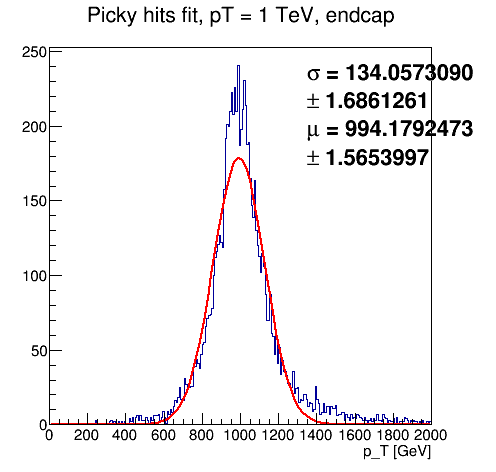 Picky hits fit, pT = 1 TeV, endcap
250
200
150
100
50
0
σ = 134.0573090
± 1.6861261
μ = 994.1792473
± 1.5653997
0 200 400 600 800 1000 1200 1400 1600 1800 2000
p_T [GeV]